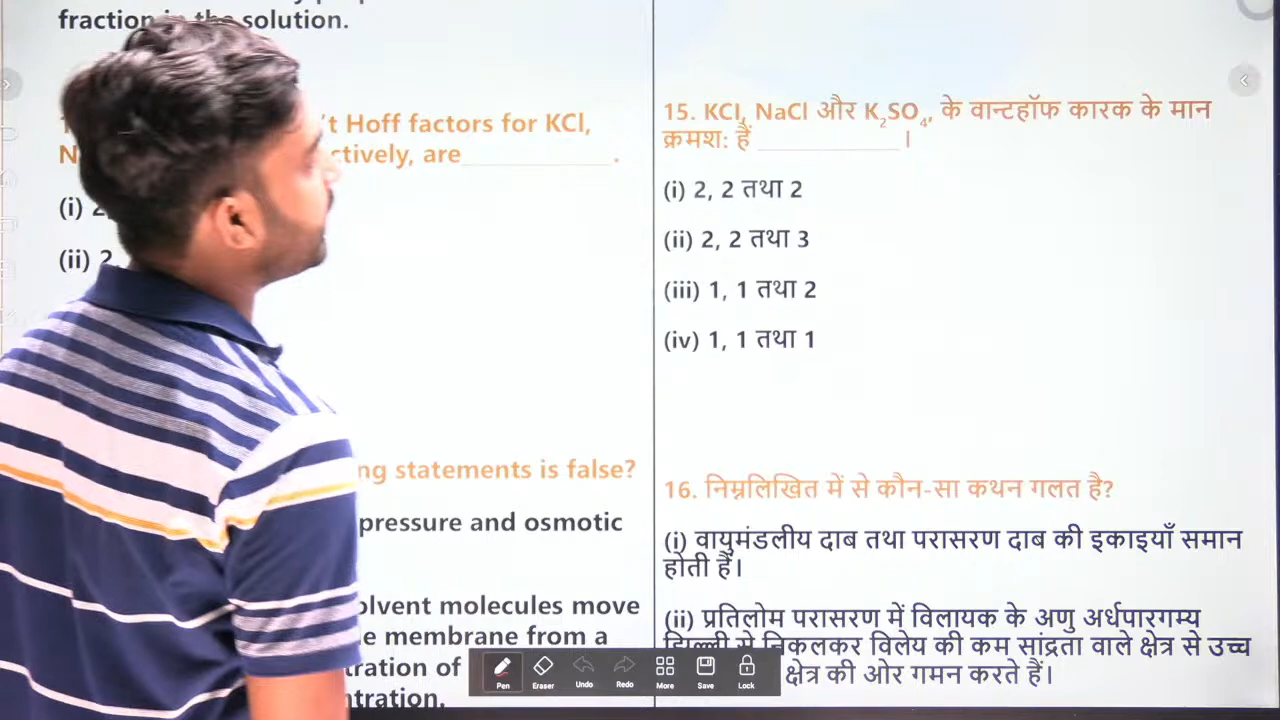 fraction in the solution.
't Hoff factors for KCl,
ctively, are____________.
(i) 2
(ii) 2
ng statements is false?
pressure and osmotic
olvent molecules move
e membrane from a
tration of
ntration.
15. KCl, NaCl और K₂SO₄, के वान्टहॉफ कारक के मान
क्रमश: हैं ____________।
(i) 2, 2 तथा 2
(ii) 2, 2 तथा 3
(iii) 1, 1 तथा 2
(iv) 1, 1 तथा 1
16. निम्नलिखित में से कौन-सा कथन गलत है?
(i) वायुमंडलीय दाब तथा परासरण दाब की इकाइयाँ समान
होती हैं।
(ii) प्रतिलोम परासरण में विलायक के अणु अर्धपारगम्य
झिल्ली से निकलकर विलेय की कम सांद्रता वाले क्षेत्र से उच्च
क्षेत्र की ओर गमन करते हैं।
Pen Eraser Undo Redo More Save Lock